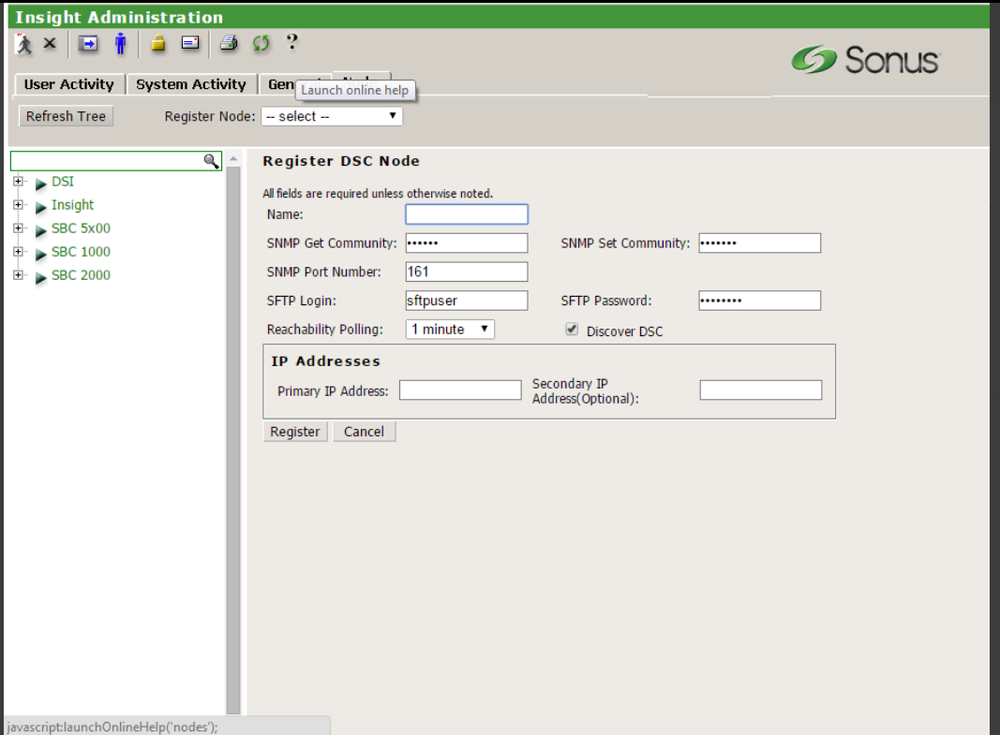 Insight Administration
Sonus
User Activity System Activity Gen
Launch online help
Refresh Tree Register Node: -- select --
Register DSC Node
DSI
All fields are required unless otherwise noted.
Insight Name:
SBC 5x00 SNMP Get Community: •••••• SNMP Set Community: •••••••
SBC 1000
SBC 2000 SNMP Port Number: 161
SFTP Login: sftpuser SFTP Password: ••••••••
Reachability Polling: 1 minute Discover DSC
IP Addresses
Primary IP Address: Secondary IP
Address(Optional):
Register Cancel
javascript:launchOnlineHelp('nodes');